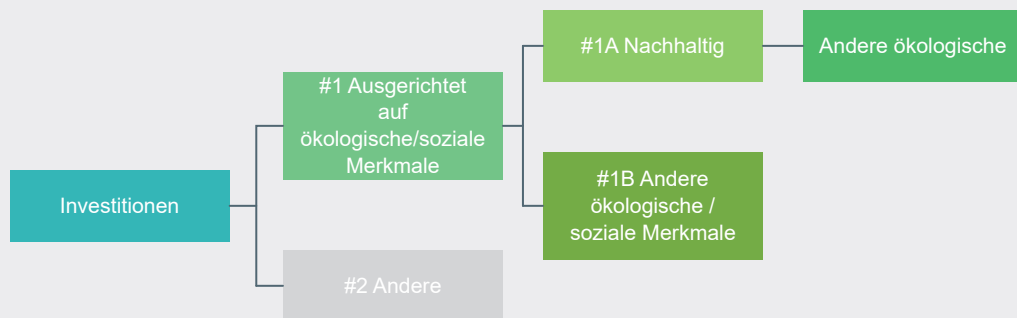 #1A Nachhaltig
Andere ökologische
#1 Ausgerichtet
auf
ökologische/soziale
Merkmale
Investitionen
#1B Andere
ökologische /
soziale Merkmale
#2 Andere